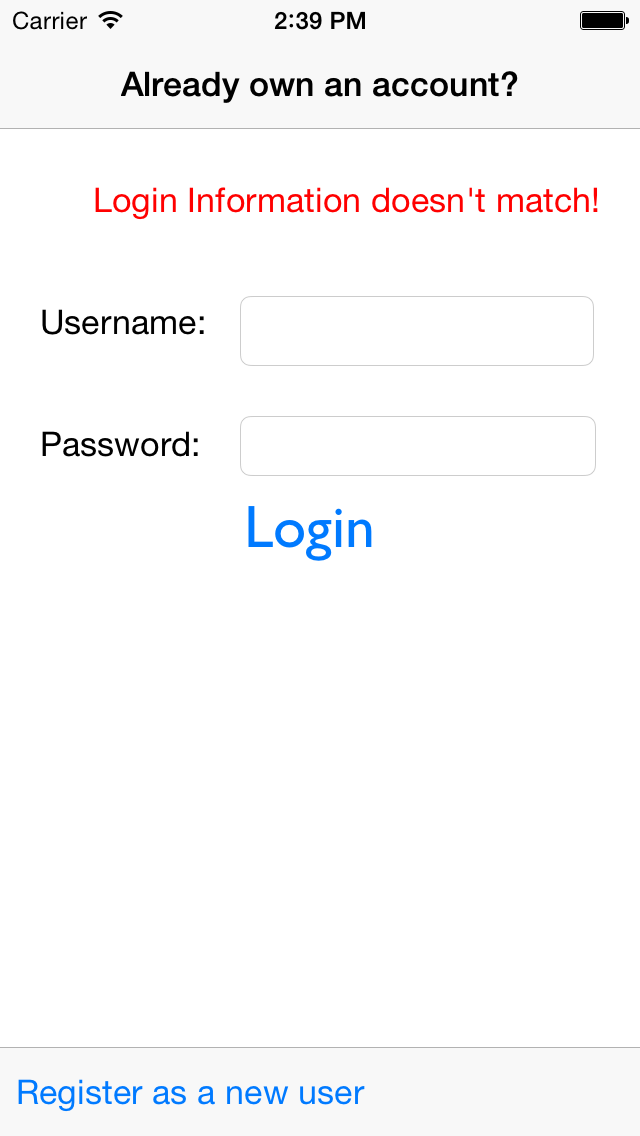 Carrier 2:39 PM
Already own an account?
Login Information doesn't match!
Username:
Password:
Login
Register as a new user